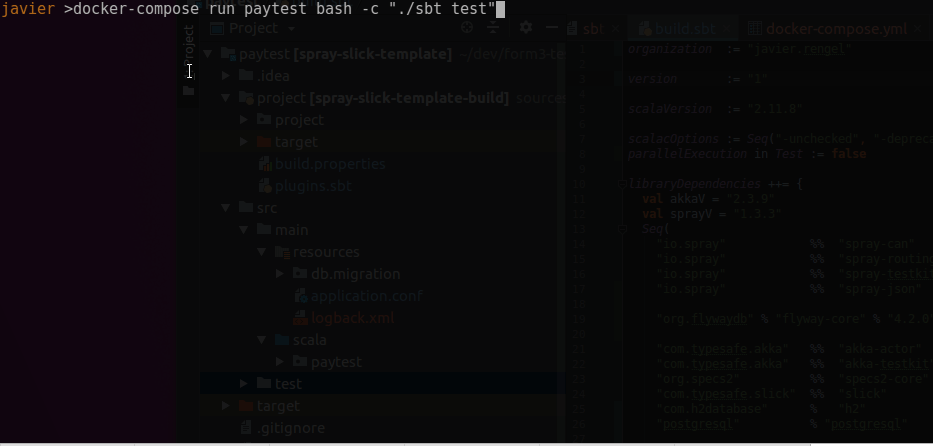 javier >docker-compose run paytest bash -c "./sbt test"
Project
Project
sbt
build.sbt
docker-compose.yml
paytest [spray-slick-template] ~/dev/form3-te
.idea
project [spray-slick-template-build] sources
project
target
build.properties
plugins.sbt
src
main
resources
db.migration
application.conf
logback.xml
scala
paytest
test
target
.gitignore
organization := "javier.rengel"
version := "1"
scalaVersion := "2.11.8"
scalacOptions := Seq("-unchecked", "-depreca
parallelExecution in Test := false
libraryDependencies ++= {
val akkaV = "2.3.9"
val sprayV = "1.3.3"
Seq(
"io.spray" %% "spray-can"
"io.spray" %% "spray-routing
"io.spray" %% "spray-testkit
"io.spray" %% "spray-json"
"org.flywaydb" % "flyway-core" % "4.2.0"
"com.typesafe.akka" %% "akka-actor"
"com.typesafe.akka" %% "akka-testkit
"org.specs2" %% "specs2-core"
"com.typesafe.slick" %% "slick"
"com.h2database" % "h2"
"postgresql" % "postgresql"